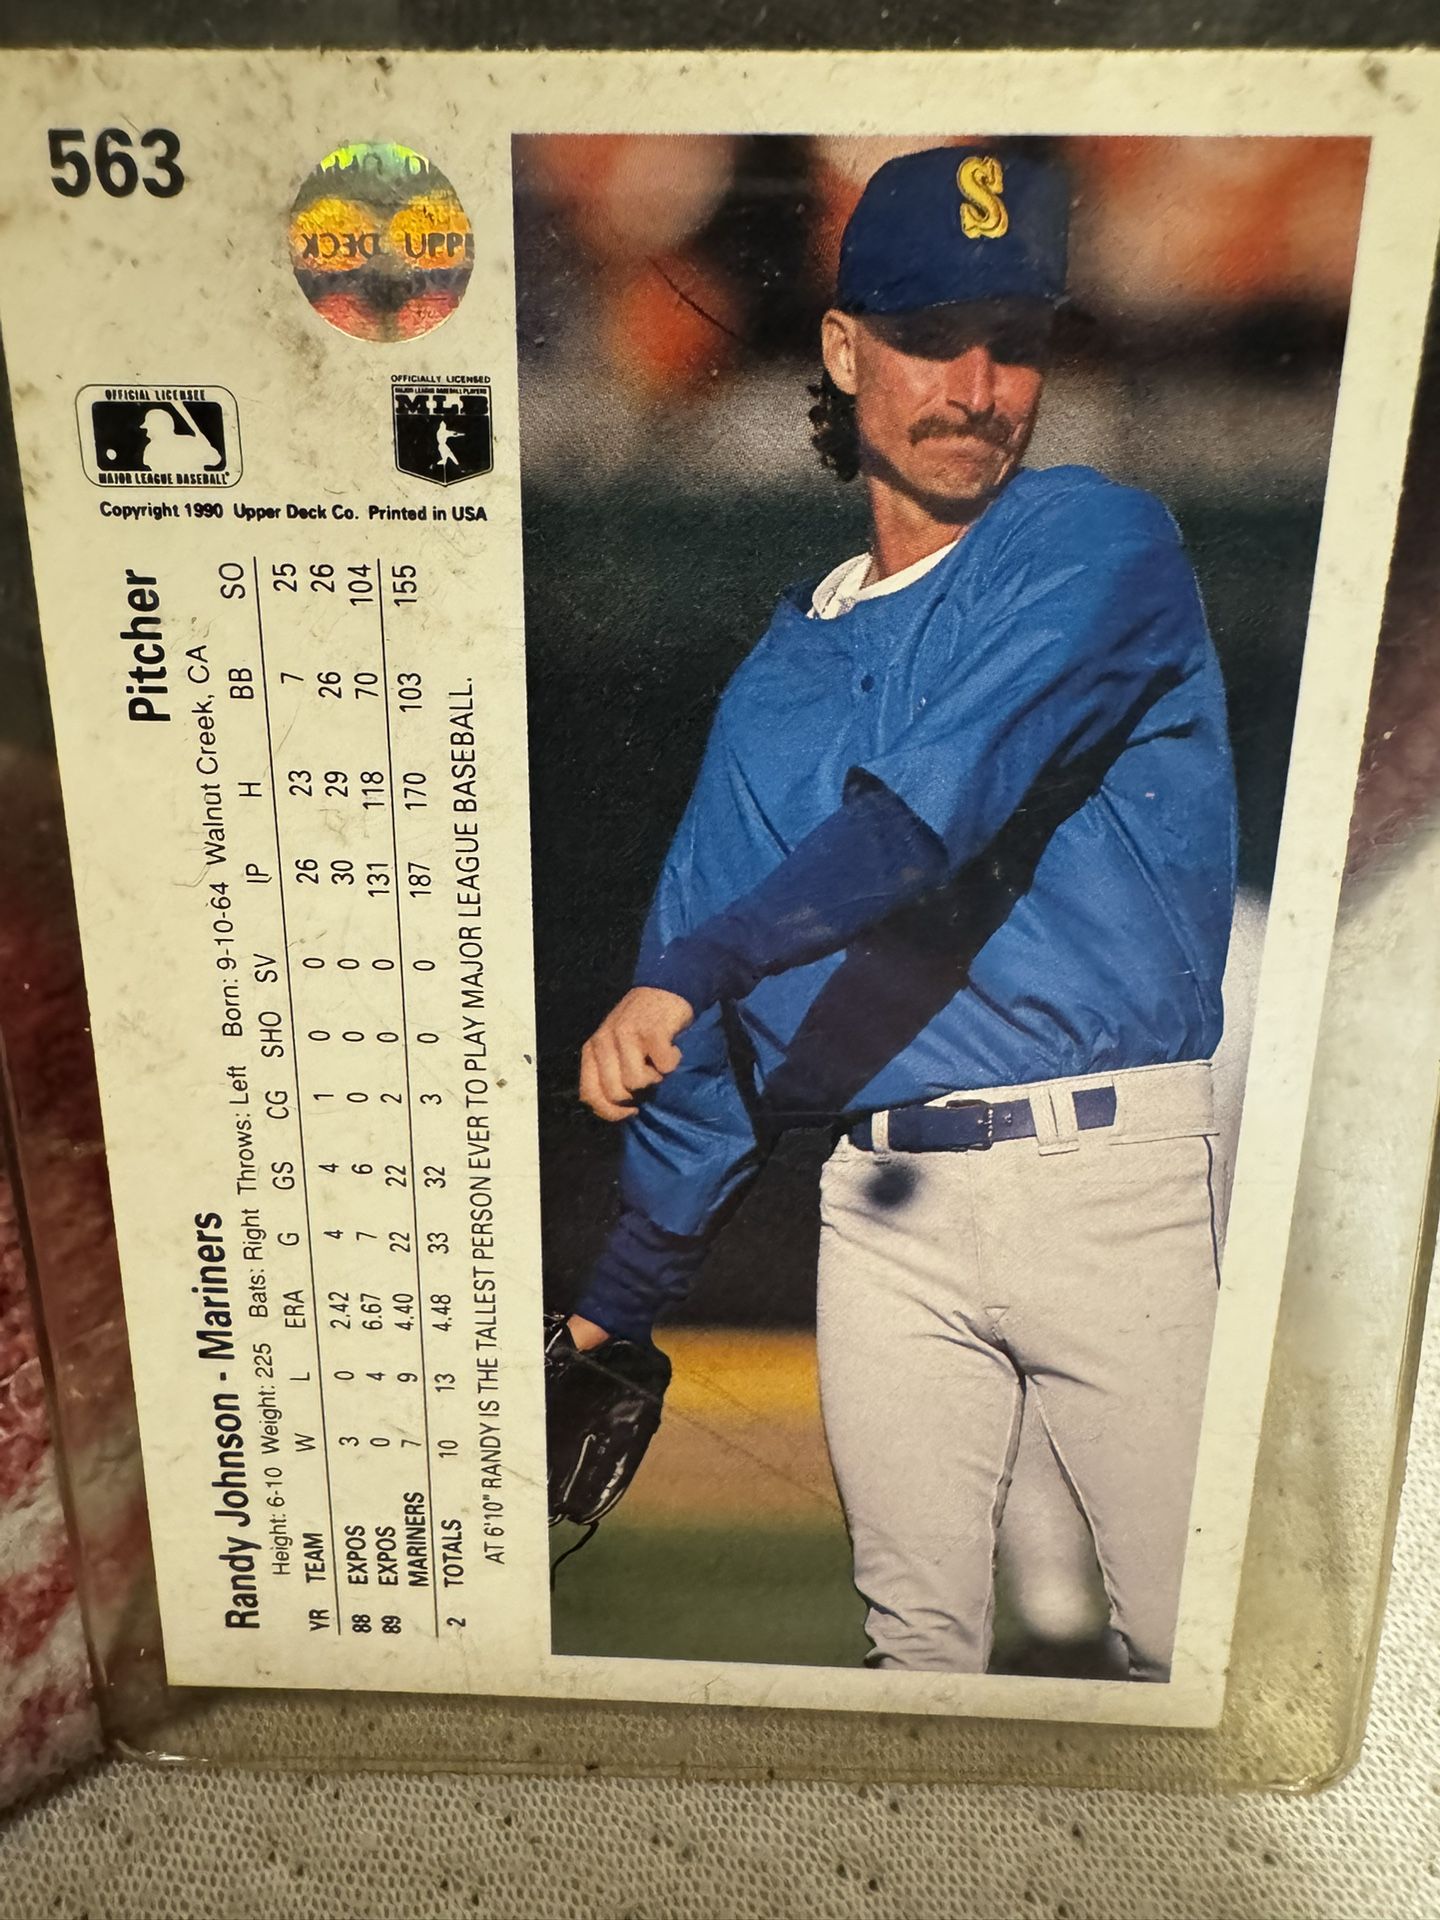 563
UPP DECK
OFFICIAL LICENSEE
MAJOR LEAGUE BASEBALL
OFFICIALLY LICENSED
MAJOR LEAGUE BASEBALL PLAYERS
MLB
Copyright 1990 Upper Deck Co. Printed in USA
Randy Johnson - Mariners Pitcher
Height: 6-10 Weight: 225 Bats: Right Throws: Left Born: 9-10-64 Walnut Creek, CA
YR TEAM W L ERA G GS CG SHO SV IP H BB SO
88 EXPOS 3 0 2.42 4 4 1 0 0 26 23 7 25
89 EXPOS 0 4 6.67 7 6 0 0 0 30 29 26 26
MARINERS 7 9 4.40 22 22 2 0 0 131 118 70 104
2 TOTALS 10 13 4.48 33 32 3 0 0 187 170 103 155
AT 6'10" RANDY IS THE TALLEST PERSON EVER TO PLAY MAJOR LEAGUE BASEBALL.
S